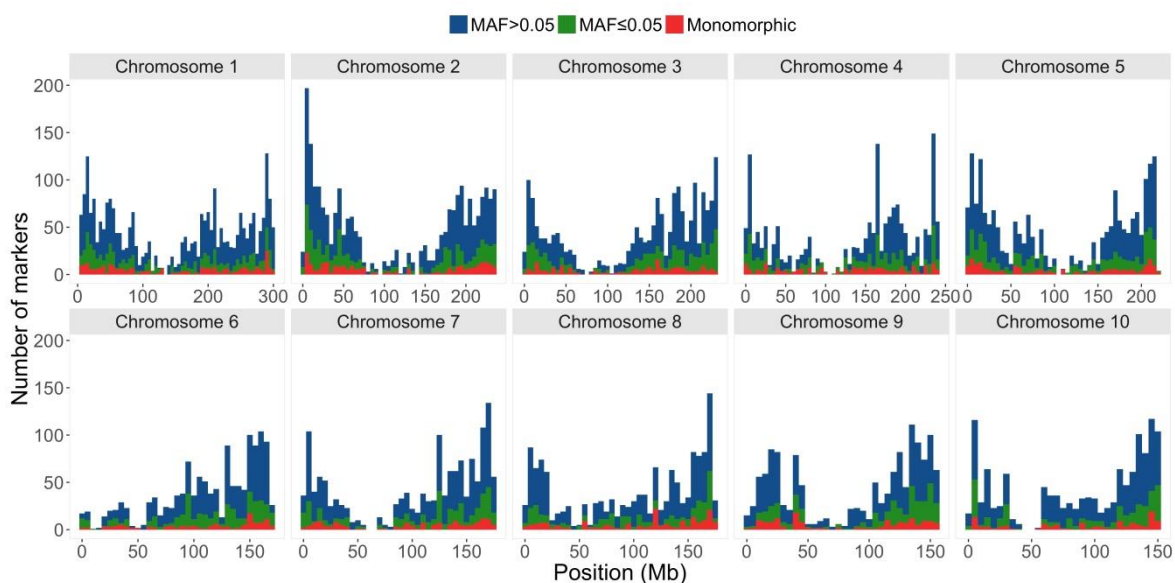 MAF>0.05 MAF≤0.05 Monomorphic
Chromosome 1 Chromosome 2 Chromosome 3 Chromosome 4 Chromosome 5
200
150
100
50
0
0 100 200 300 0 50 100 150 200 0 50 100 150 200 0 50 100 150 200 250 0 50 100 150 200
Number of markers
Chromosome 6 Chromosome 7 Chromosome 8 Chromosome 9 Chromosome 10
200
150
100
50
0
0 50 100 150 0 50 100 150 0 50 100 150 0 50 100 150 0 50 100 150
Position (Mb)